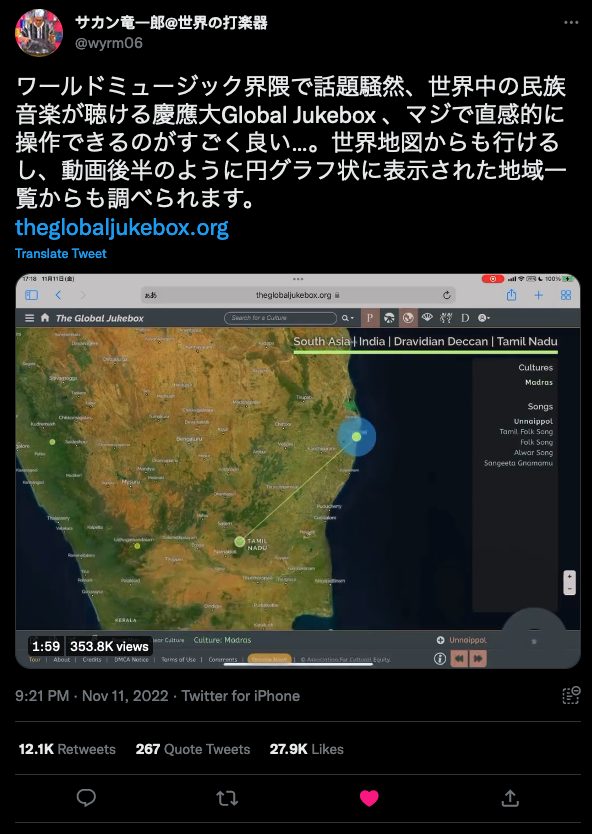 サカン竜一郎@世界の打楽器
@wyrm06
ワールドミュージック界隈で話題騒然、世界中の民族
音楽が聴ける慶應大Global Jukebox 、マジで直感的に
操作できるのがすごく良い…。世界地図からも行ける
し、動画後半のように円グラフ状に表示された地域一
覧からも調べられます。
theglobaljukebox.org
Translate Tweet
17:18 11月11日(金)
100%
ぁあ
theglobaljukebox.org
The Global Jukebox
Search for a Culture
P
D
South Asia | India | Dravidian Deccan | Tamil Nadu
Cultures
Madras
Songs
Unnaippol
Tamil Folk Song
Folk Song
Alwar Song
Sangeeta Gnamamu
Bengaluru
Mysuru
Puducherry
Salem
TAMIL
NADU
KERALA
+
-
1:59
353.8K views
Culture: Madras
Unnaippol
Tour | About | Credits | DMCA Notice | Terms of Use | Comments
© Association For Cultural Equity.
9:21 PM · Nov 11, 2022 · Twitter for iPhone
12.1K Retweets 267 Quote Tweets 27.9K Likes